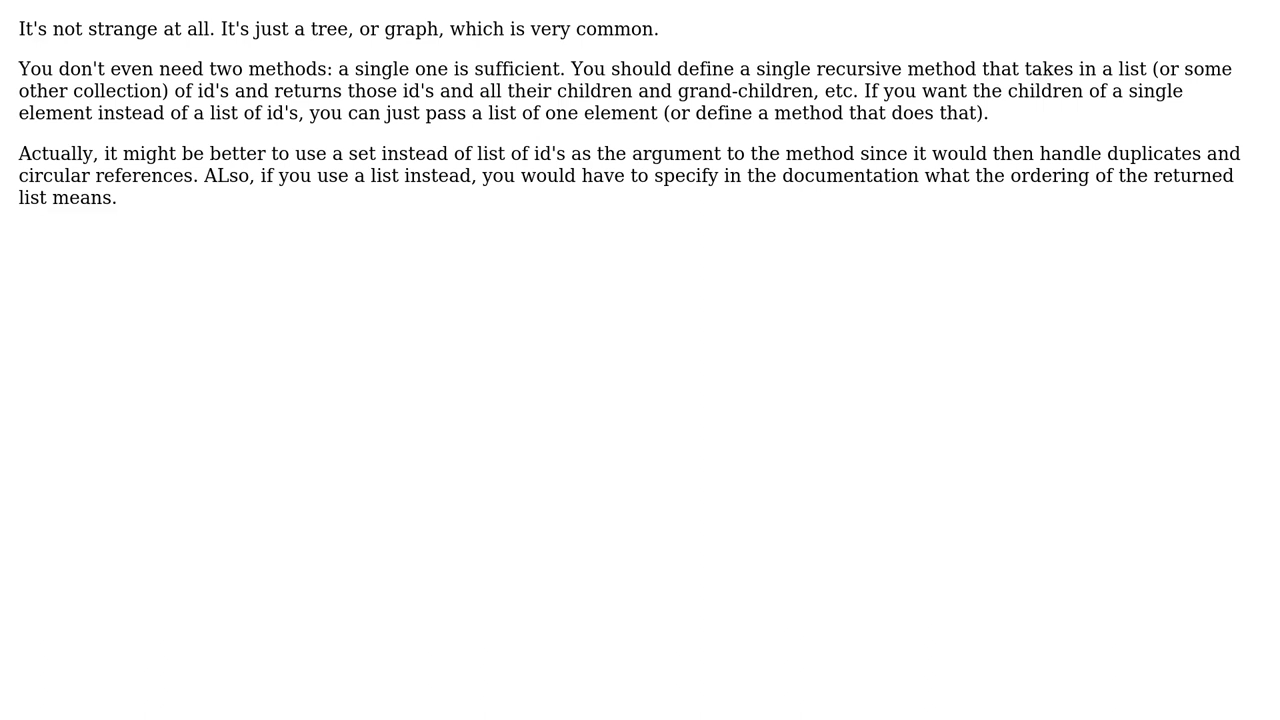 It's not strange at all. It's just a tree, or graph, which is very common.
You don't even need two methods: a single one is sufficient. You should define a single recursive method that takes in a list (or some
other collection) of id's and returns those id's and all their children and grand-children, etc. If you want the children of a single
element instead of a list of id's, you can just pass a list of one element (or define a method that does that).
Actually, it might be better to use a set instead of list of id's as the argument to the method since it would then handle duplicates and
circular references. ALso, if you use a list instead, you would have to specify in the documentation what the ordering of the returned
list means.